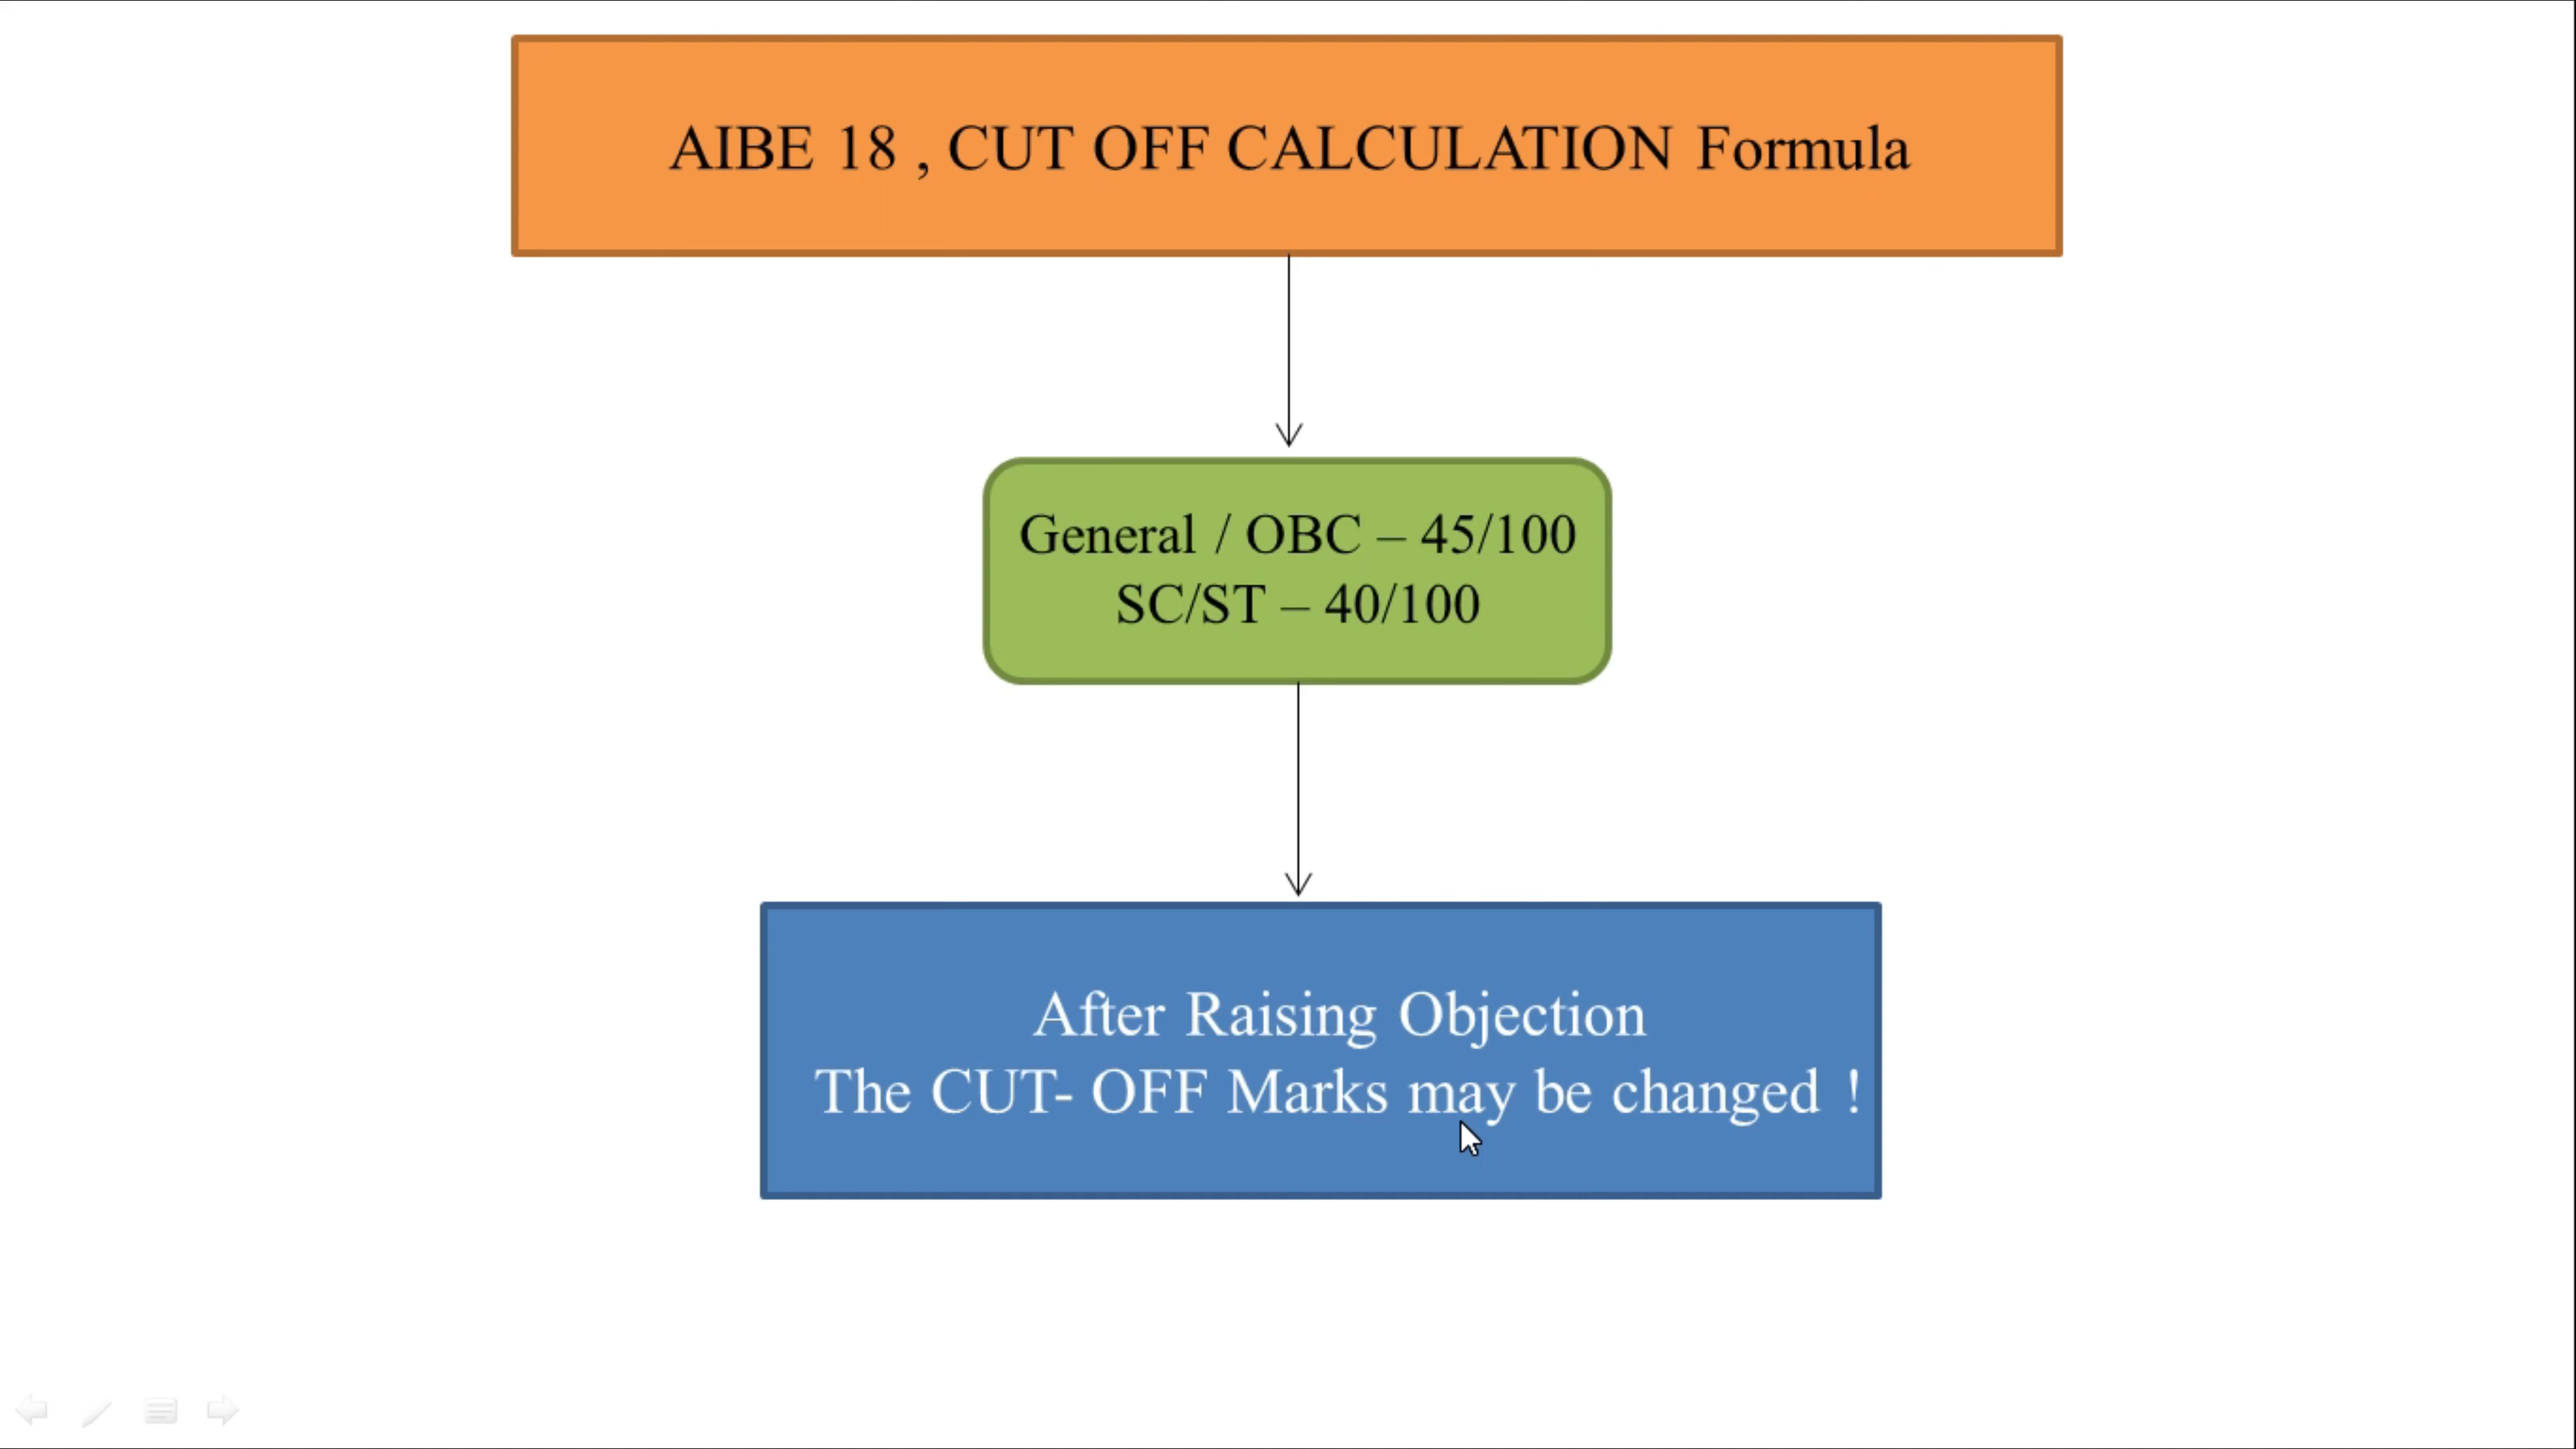 AIBE 18 , CUT OFF CALCULATION Formula
General / OBC – 45/100
SC/ST – 40/100
After Raising Objection
The CUT- OFF Marks may be changed !